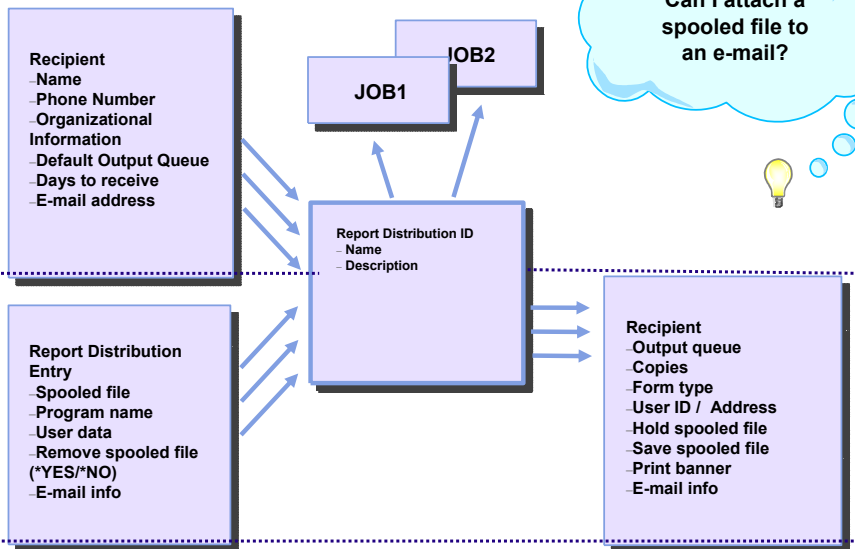 Can I attach a
spooled file to
an e-mail?
Recipient
–Name
–Phone Number
–Organizational
Information
–Default Output Queue
–Days to receive
–E-mail address
JOB1
JOB2
Report Distribution ID
– Name
– Description
Report Distribution
Entry
–Spooled file
–Program name
–User data
–Remove spooled file
(*YES/*NO)
–E-mail info
Recipient
–Output queue
–Copies
–Form type
–User ID / Address
–Hold spooled file
–Save spooled file
–Print banner
–E-mail info